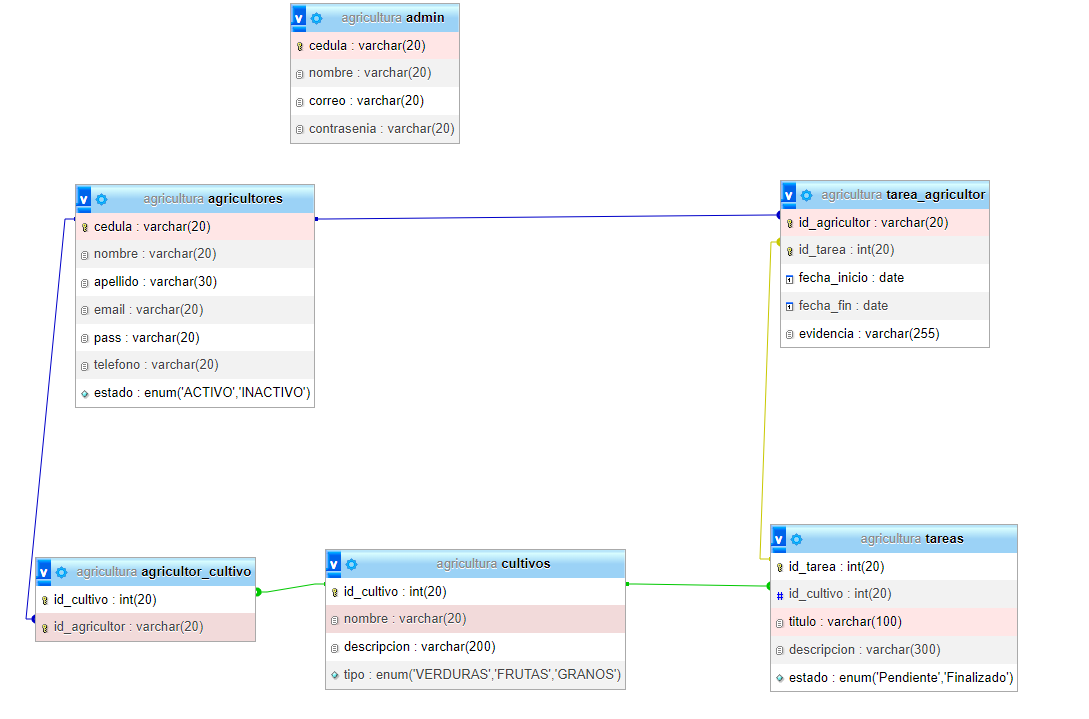 v agricultura admin
cedula : varchar(20)
nombre : varchar(20)
correo : varchar(20)
contrasenia : varchar(20)
v agricultura agricultores
cedula : varchar(20)
nombre : varchar(20)
apellido : varchar(30)
email : varchar(20)
pass : varchar(20)
telefono : varchar(20)
estado : enum('ACTIVO','INACTIVO')
v agricultura tarea_agricultor
id_agricultor : varchar(20)
id_tarea : int(20)
fecha_inicio : date
fecha_fin : date
evidencia : varchar(255)
v agricultura agricultor_cultivo
id_cultivo : int(20)
id_agricultor : varchar(20)
v agricultura cultivos
id_cultivo : int(20)
nombre : varchar(20)
descripcion : varchar(200)
tipo : enum('VERDURAS','FRUTAS','GRANOS')
v agricultura tareas
id_tarea : int(20)
# id_cultivo : int(20)
titulo : varchar(100)
descripcion : varchar(300)
estado : enum('Pendiente','Finalizado')